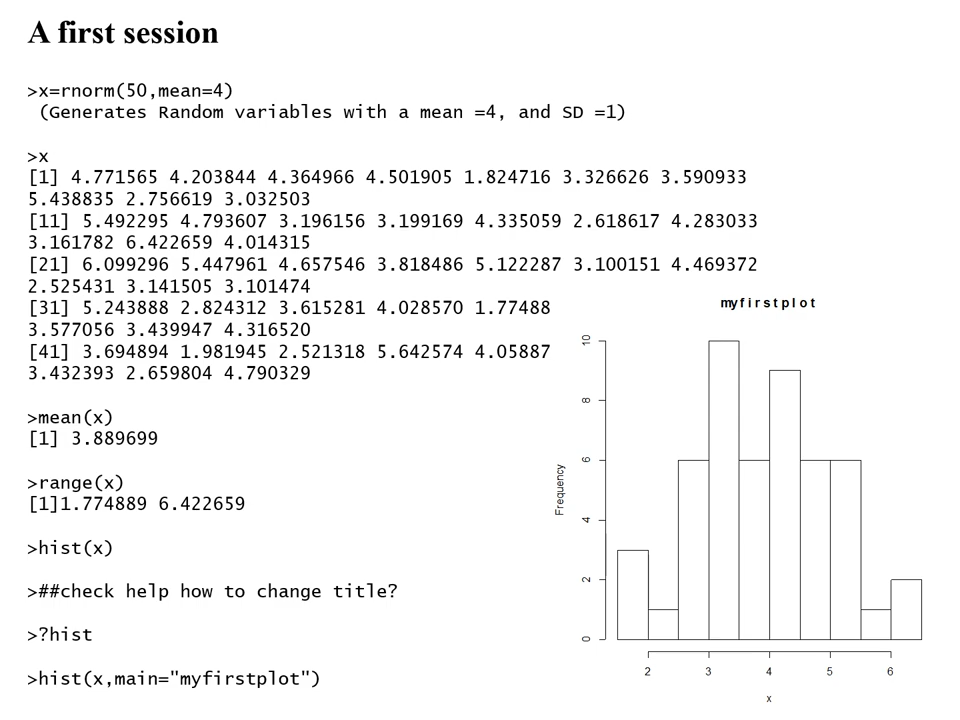 A first session
>x=rnorm(50,mean=4)
(Generates Random variables with a mean =4, and SD =1)
>x
[1] 4.771565 4.203844 4.364966 4.501905 1.824716 3.326626 3.590933
5.438835 2.756619 3.032503
[11] 5.492295 4.793607 3.196156 3.199169 4.335059 2.618617 4.283033
3.161782 6.422659 4.014315
[21] 6.099296 5.447961 4.657546 3.818486 5.122287 3.100151 4.469372
2.525431 3.141505 3.101474
[31] 5.243888 2.824312 3.615281 4.028570 1.77488
3.577056 3.439947 4.316520
[41] 3.694894 1.981945 2.521318 5.642574 4.05887
3.432393 2.659804 4.790329
>mean(x)
[1] 3.889699
>range(x)
[1]1.774889 6.422659
>hist(x)
>##check help how to change title?
>?hist
>hist(x,main="myfirstplot")
myfirstplot
Frequency
10
8
6
4
2
0
2 3 4 5 6
x